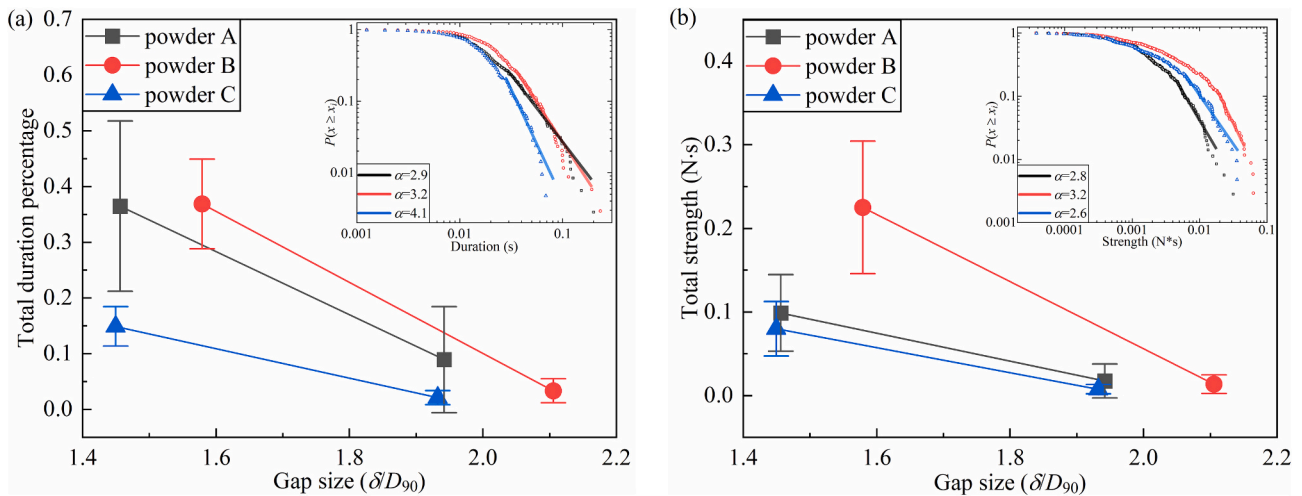 (a)
0.7
0.6
0.5
0.4
0.3
0.2
0.1
0.0
Total duration percentage
powder A
powder B
powder C
1
0.1
0.01
P(x ≥ xᵢ)
α=2.9
α=3.2
α=4.1
0.001 0.01 0.1
Duration (s)
1.4 1.6 1.8 2.0 2.2
Gap size (δ/D₉₀)
(b)
0.4
0.3
0.2
0.1
0.0
Total strength (N·s)
powder A
powder B
powder C
1
0.1
0.01
0.001
P(x ≥ xᵢ)
α=2.8
α=3.2
α=2.6
0.0001 0.001 0.01 0.1
Strength (N*s)
1.4 1.6 1.8 2.0 2.2
Gap size (δ/D₉₀)